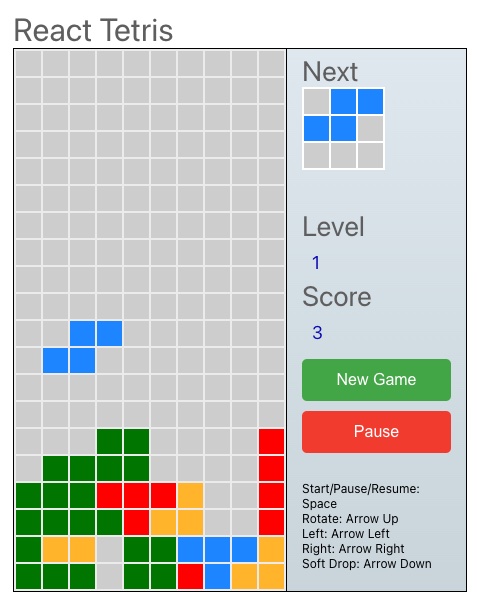 React Tetris
Next
Level
1
Score
3
New Game
Pause
Start/Pause/Resume:
Space
Rotate: Arrow Up
Left: Arrow Left
Right: Arrow Right
Soft Drop: Arrow Down